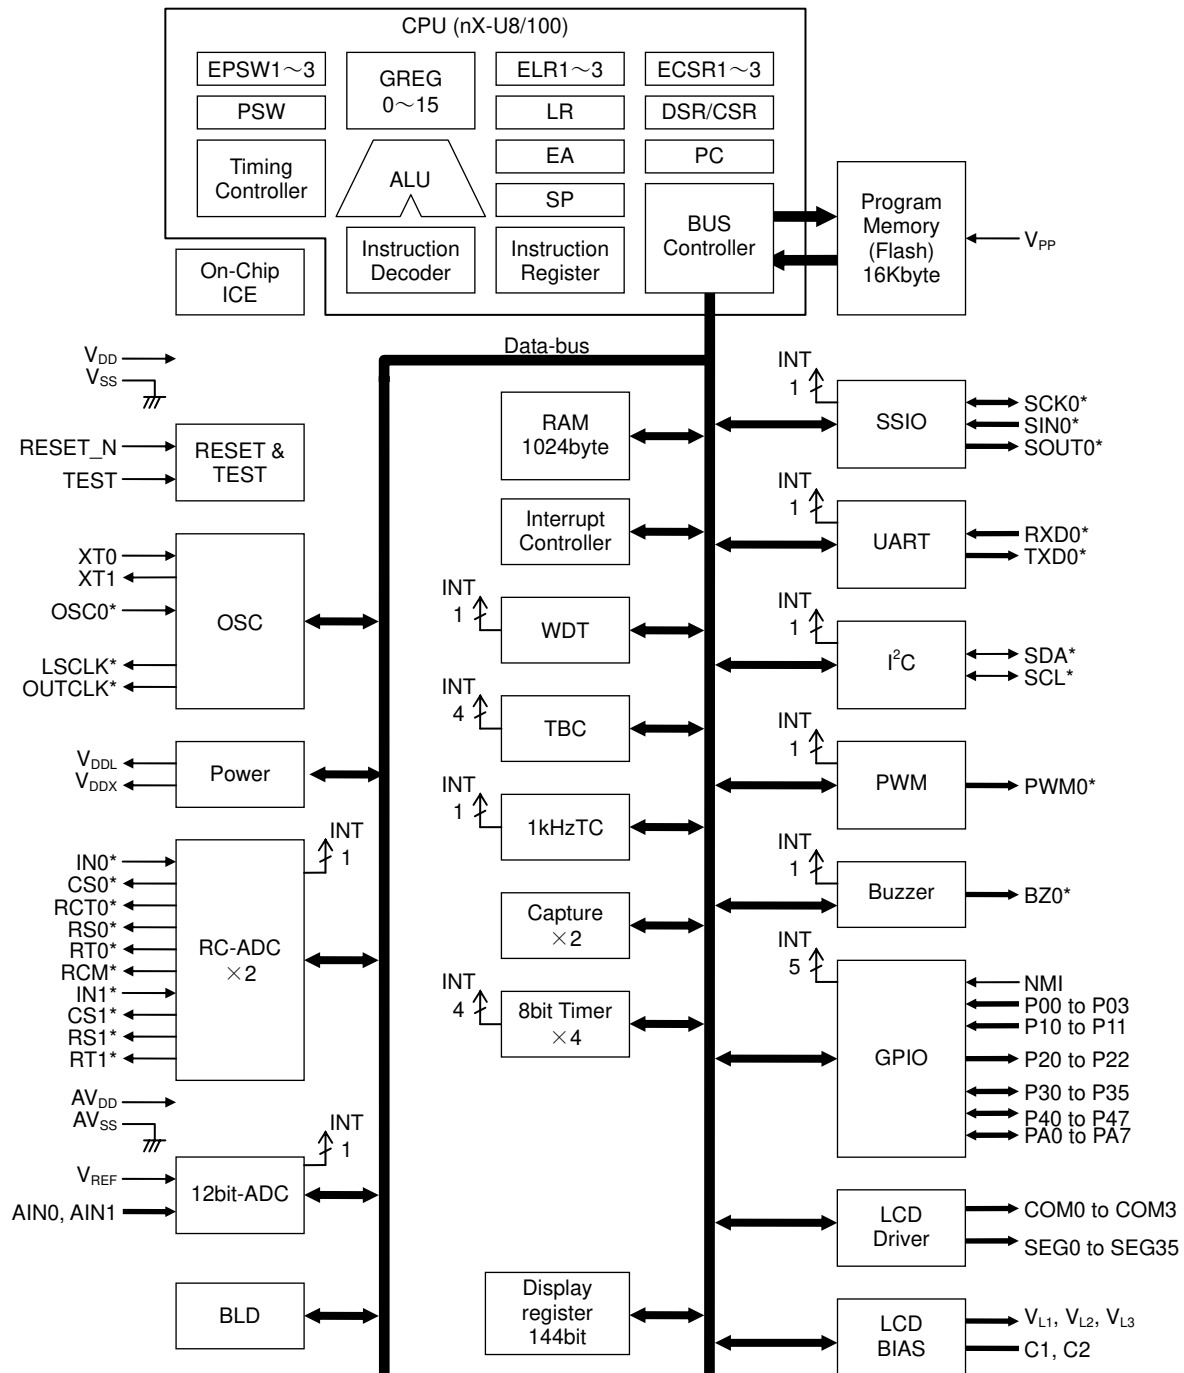 CPU (nX-U8/100)
EPSW1～3
GREG
0～15
ELR1～3
ECSR1～3
PSW
LR
DSR/CSR
Timing
Controller
ALU
EA
PC
SP
BUS
Controller
Instruction
Decoder
Instruction
Register
On-Chip
ICE
Program
Memory
(Flash)
16Kbyte
VPP
Data-bus
VDD
VSS
RESET_N
TEST
RESET &
TEST
XT0
XT1
OSC0*
LSCLK*
OUTCLK*
OSC
VDDL
VDDX
Power
IN0*
CS0*
RCT0*
RS0*
RT0*
RCM*
IN1*
CS1*
RS1*
RT1*
RC-ADC
×2
INT
1
AVDD
AVSS
VREF
AIN0, AIN1
12bit-ADC
INT
1
BLD
RAM
1024byte
Interrupt
Controller
INT
1
WDT
INT
4
TBC
INT
1
1kHzTC
Capture
×2
INT
4
8bit Timer
×4
Display
register
144bit
INT
1
SSIO
SCK0*
SIN0*
SOUT0*
INT
1
UART
RXD0*
TXD0*
INT
1
I²C
SDA*
SCL*
INT
1
PWM
PWM0*
INT
1
Buzzer
BZ0*
INT
5
GPIO
NMI
P00 to P03
P10 to P11
P20 to P22
P30 to P35
P40 to P47
PA0 to PA7
LCD
Driver
COM0 to COM3
SEG0 to SEG35
LCD
BIAS
VL1, VL2, VL3
C1, C2